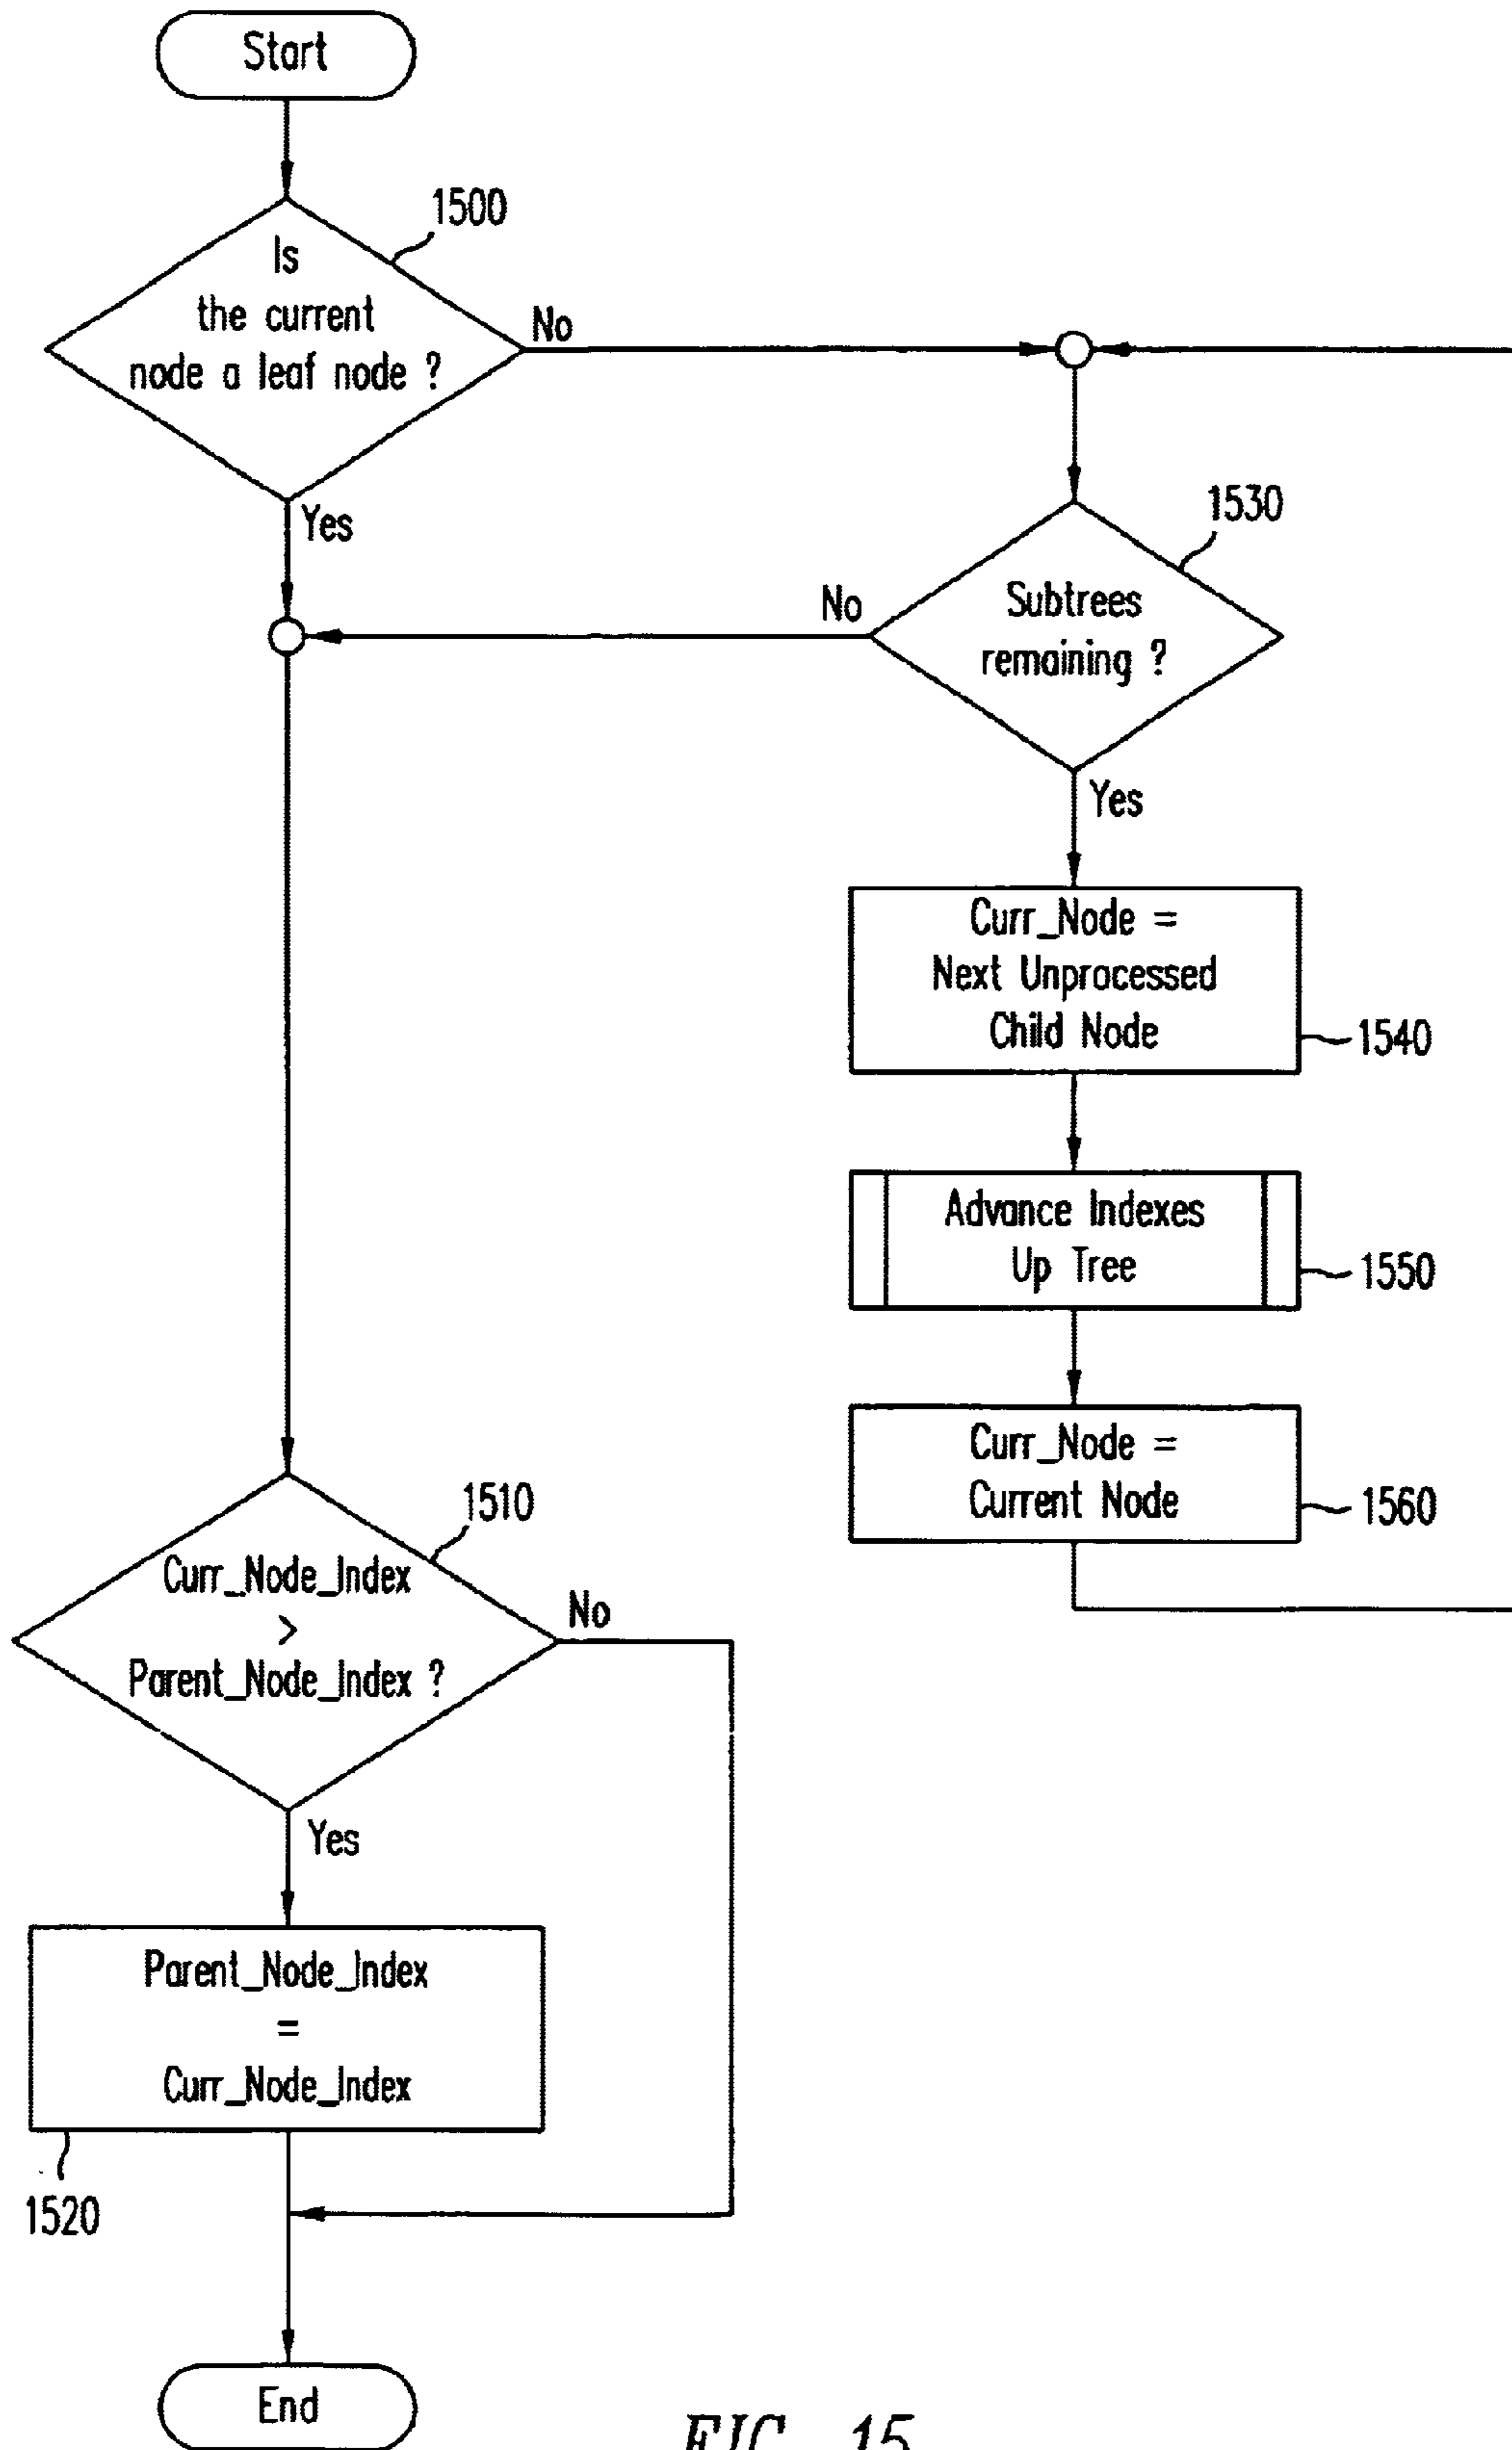 Start
1500
Is
the current
node a leaf node ?
No
Yes
1530
Subtrees
remaining ?
No
Yes
Curr_Node =
Next Unprocessed
Child Node
1540
Advance Indexes
Up Tree
1550
Curr_Node =
Current Node
1560
1510
Curr_Node_Index
>
Parent_Node_Index ?
No
Yes
Parent_Node_Index
=
Curr_Node_Index
1520
End
FIG. 15